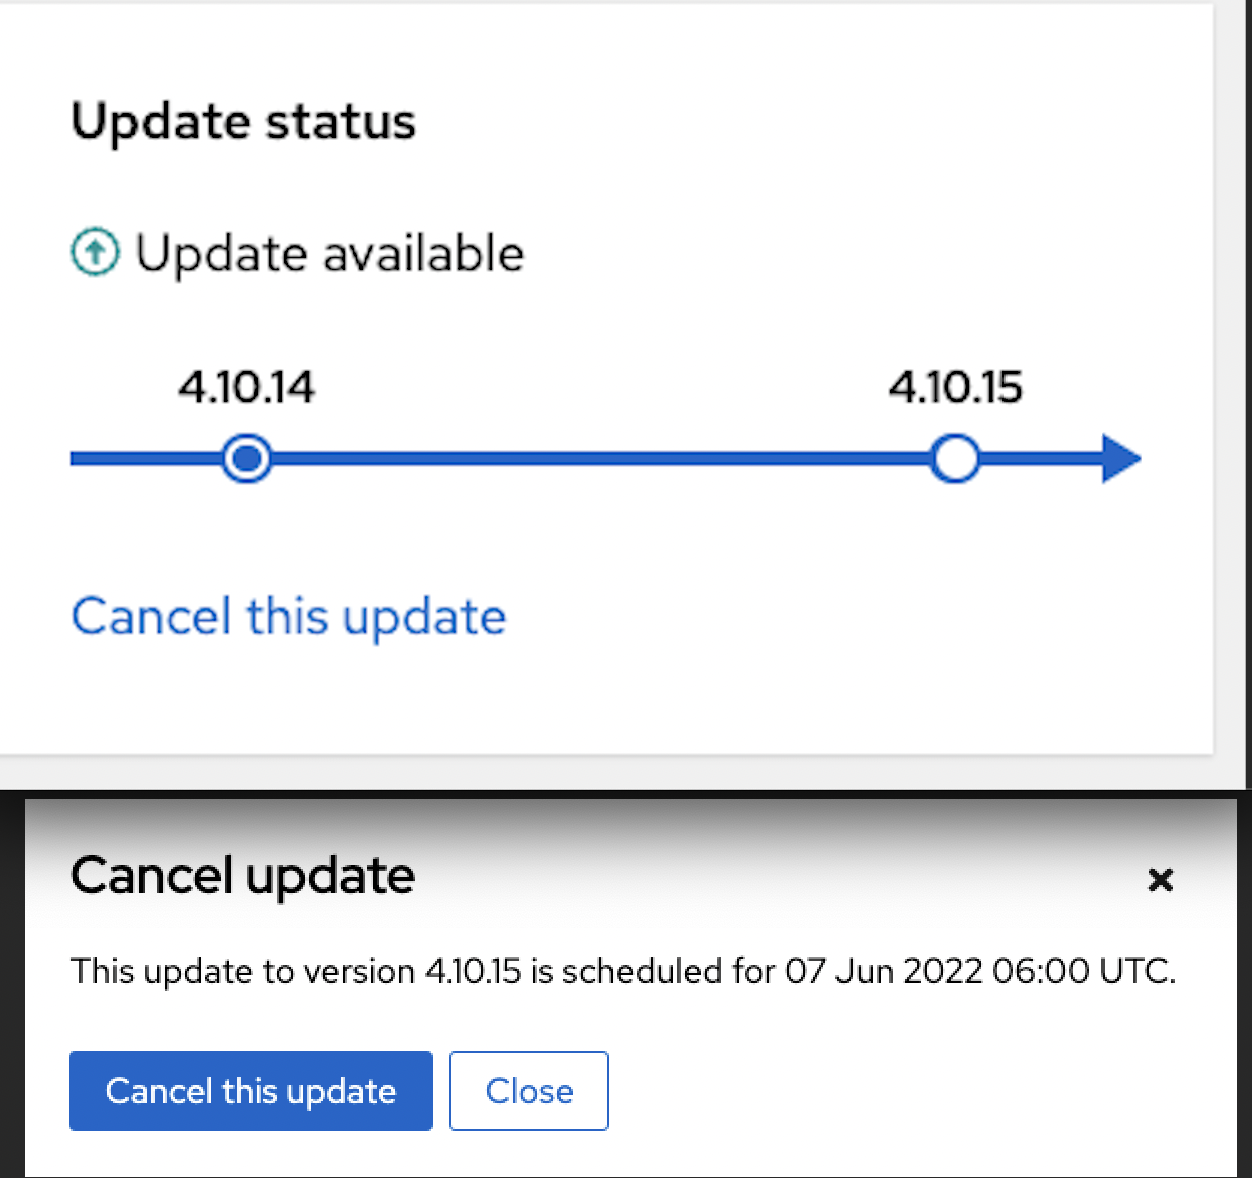 Update status
Update available
4.10.14 4.10.15
Cancel this update
Cancel update
This update to version 4.10.15 is scheduled for 07 Jun 2022 06:00 UTC.
Cancel this update Close